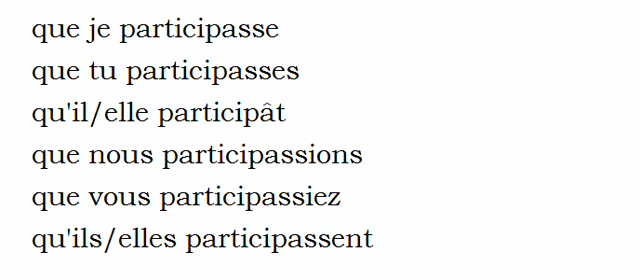 que je participasse
que tu participasses
qu'il/elle participât
que nous participassions
que vous participassiez
qu'ils/elles participassent